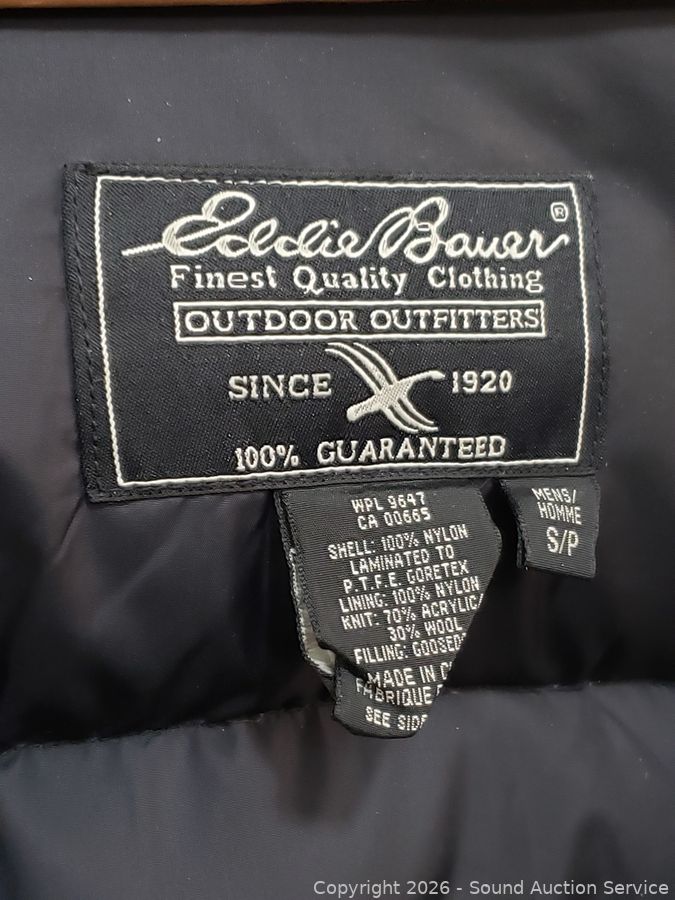 Eddie Bauer ®
Finest Quality Clothing
OUTDOOR OUTFITTERS
SINCE 1920
100% GUARANTEED
WPL 9647
CA 00665
SHELL: 100% NYLON
LAMINATED TO
P.T.F.E. GORETEX
LINING: 100% NYLON
KNIT: 70% ACRYLIC/
30% WOOL
FILLING:
MADE IN
FABRIQUE
SEE
MENS/
HOMME
S/P
Copyright 2026 - Sound Auction Service